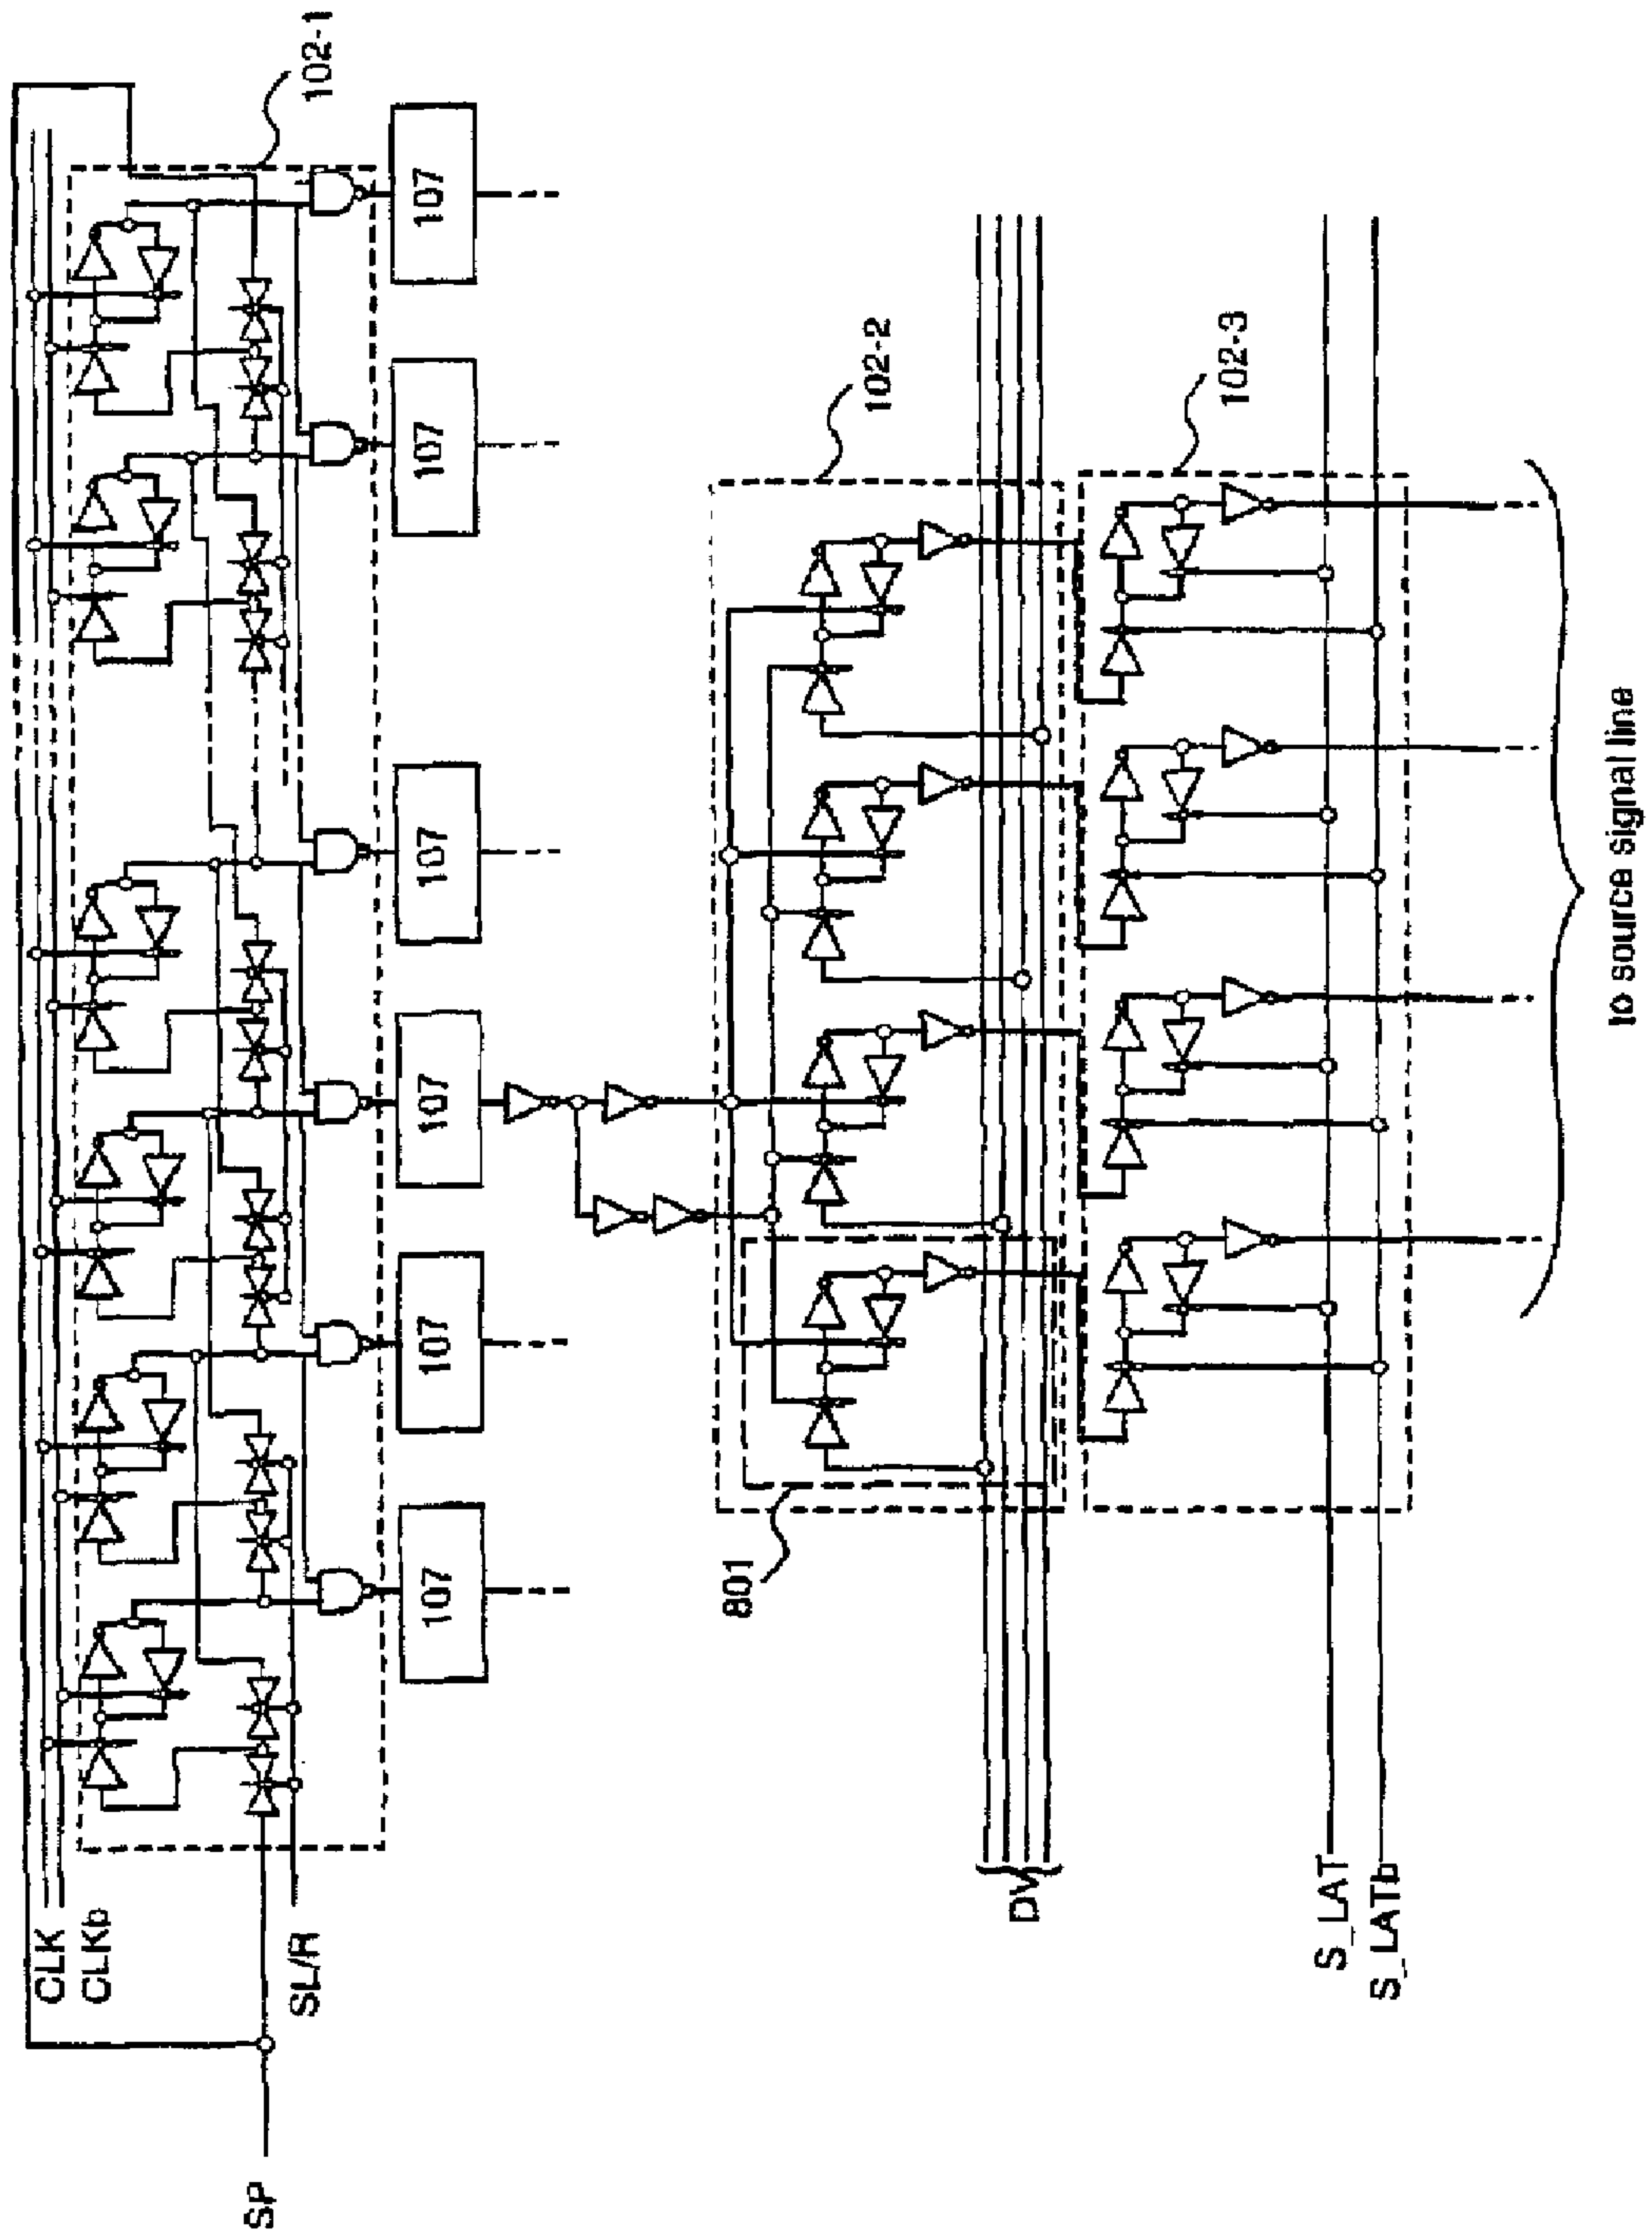 102-1
CLK
CLKb
SL/R
SP
107
107
107
107
107
107
102-2
801
DV
102-3
S_LAT
S_LATb
to source signal line